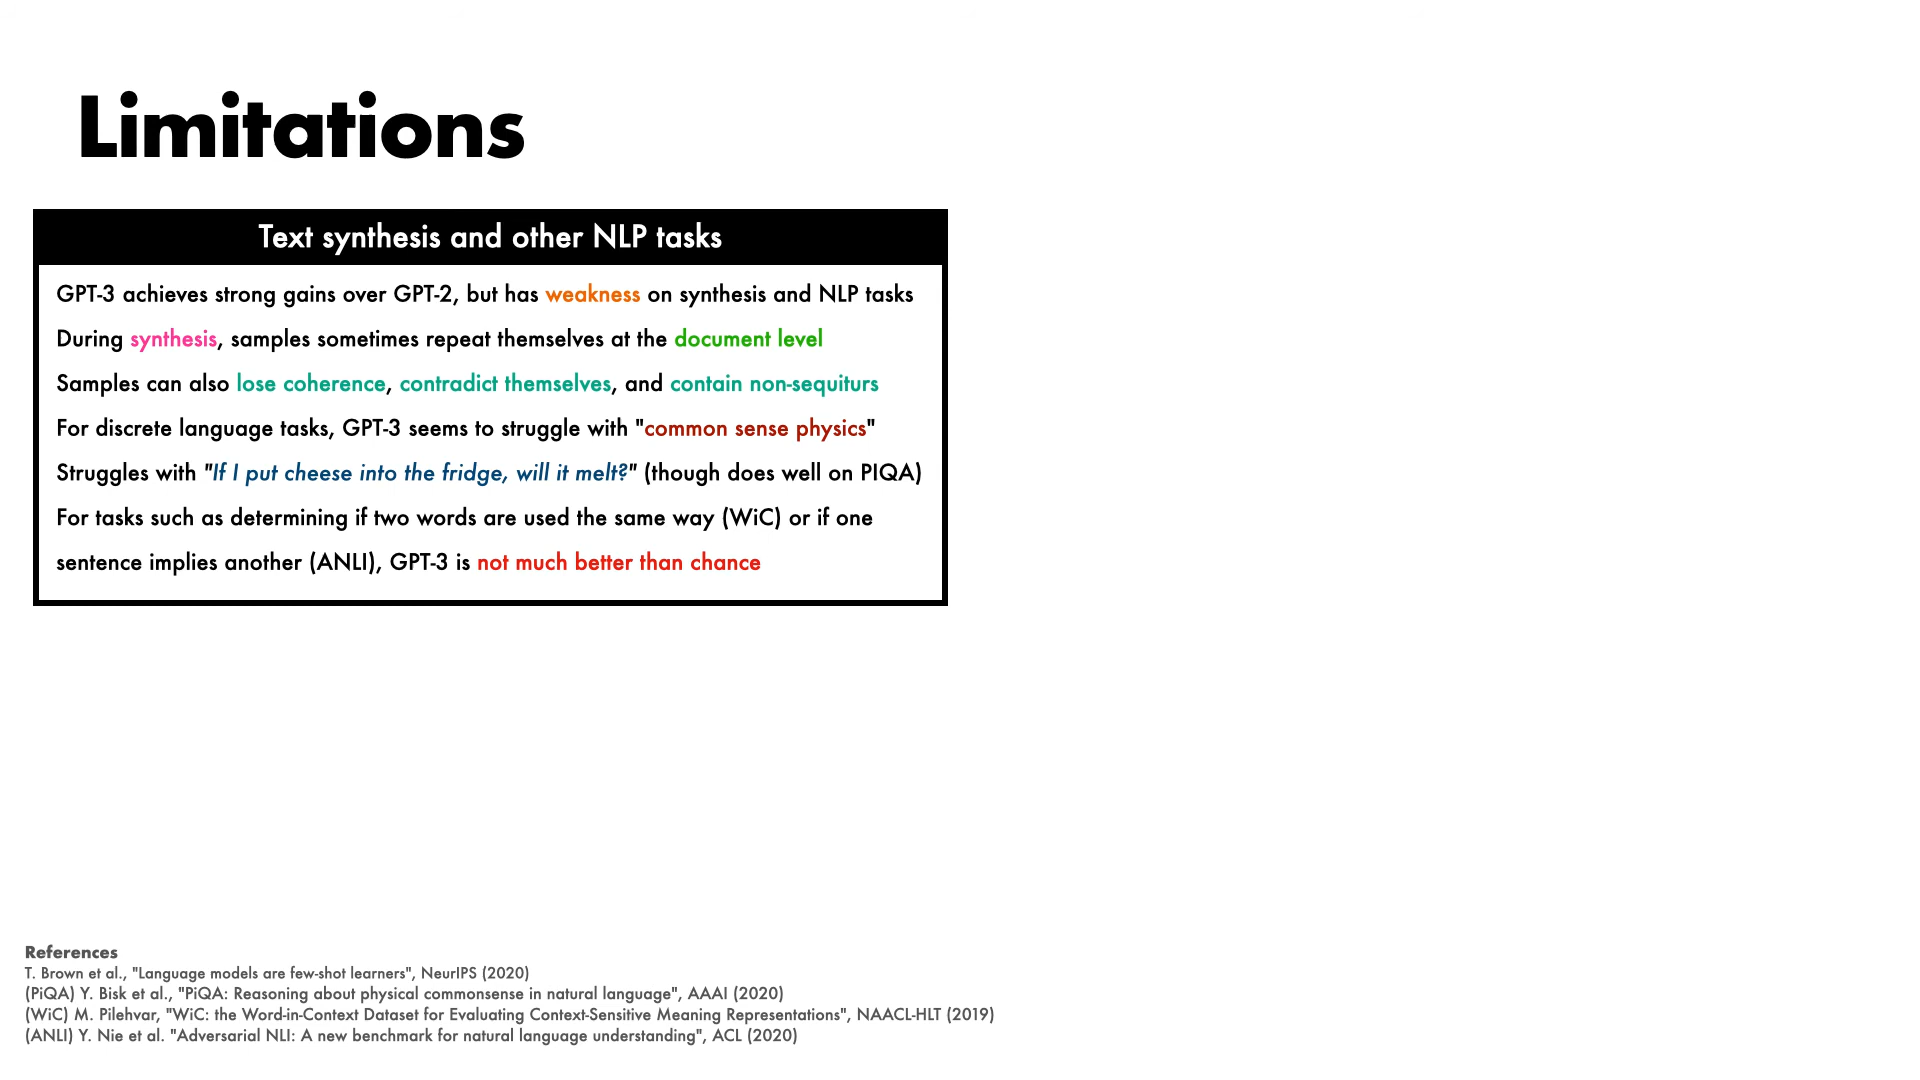 Limitations
Text synthesis and other NLP tasks
GPT-3 achieves strong gains over GPT-2, but has weakness on synthesis and NLP tasks
During synthesis, samples sometimes repeat themselves at the document level
Samples can also lose coherence, contradict themselves, and contain non-sequiturs
For discrete language tasks, GPT-3 seems to struggle with "common sense physics"
Struggles with "If I put cheese into the fridge, will it melt?" (though does well on PIQA)
For tasks such as determining if two words are used the same way (WiC) or if one
sentence implies another (ANLI), GPT-3 is not much better than chance
References
T. Brown et al., "Language models are few-shot learners", NeurIPS (2020)
(PiQA) Y. Bisk et al., "PiQA: Reasoning about physical commonsense in natural language", AAAI (2020)
(WiC) M. Pilehvar, "WiC: the Word-in-Context Dataset for Evaluating Context-Sensitive Meaning Representations", NAACL-HLT (2019)
(ANLI) Y. Nie et al. "Adversarial NLI: A new benchmark for natural language understanding", ACL (2020)